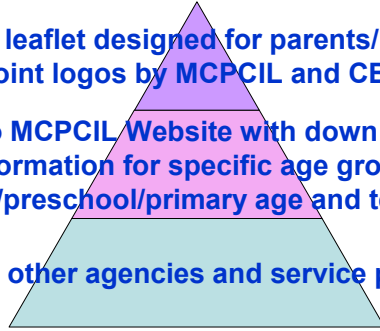 leaflet designed for parents/
oint logos by MCPCIL and CE
MCPCIL Website with down
ormation for specific age gro
/preschool/primary age and t
other agencies and service p